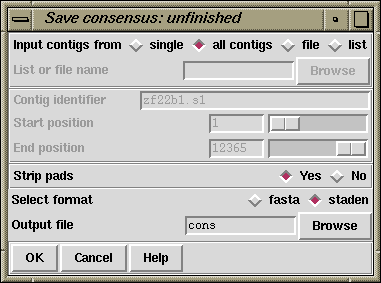 Save consensus: unfinished
Input contigs from single all contigs file list
List or file name Browse
Contig identifier zf22b1.s1
Start position 1
End position 12365
Strip pads Yes No
Select format fasta staden
Output file cons Browse
OK Cancel Help